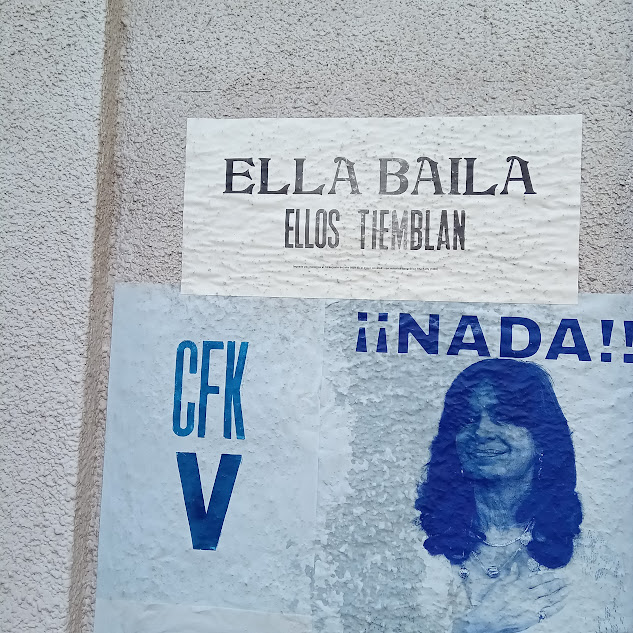 ELLA BAILA
ELLOS TIEMBLAN
¡¡NADA!!
CFK
V